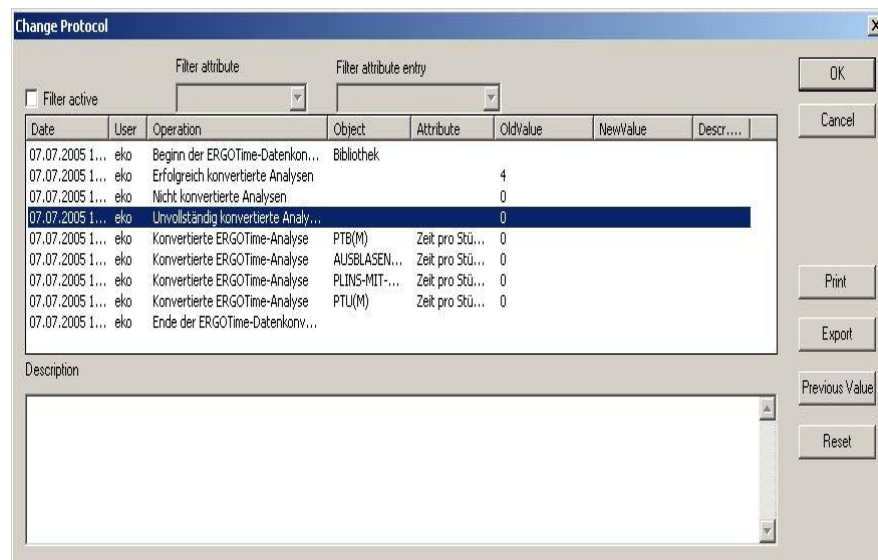 Change Protocol
Filter attribute Filter attribute entry OK
Filter active
Cancel
Date User Operation Object Attribute OldValue NewValue Descr....
07.07.2005 1... eko Beginn der ERGOTime-Datenkon... Bibliothek
07.07.2005 1... eko Erfolgreich konvertierte Analysen 4
07.07.2005 1... eko Nicht konvertierte Analysen 0
07.07.2005 1... eko Unvollständig konvertierte Analy... 0
07.07.2005 1... eko Konvertierte ERGOTime-Analyse PTB(M) Zeit pro Stü... 0
07.07.2005 1... eko Konvertierte ERGOTime-Analyse AUSBLASEN... Zeit pro Stü... 0
07.07.2005 1... eko Konvertierte ERGOTime-Analyse PLINS-MIT-... Zeit pro Stü... 0
07.07.2005 1... eko Konvertierte ERGOTime-Analyse PTU(M) Zeit pro Stü... 0
07.07.2005 1... eko Ende der ERGOTime-Datenkonv...
Print
Export
Description
Previous Value
Reset